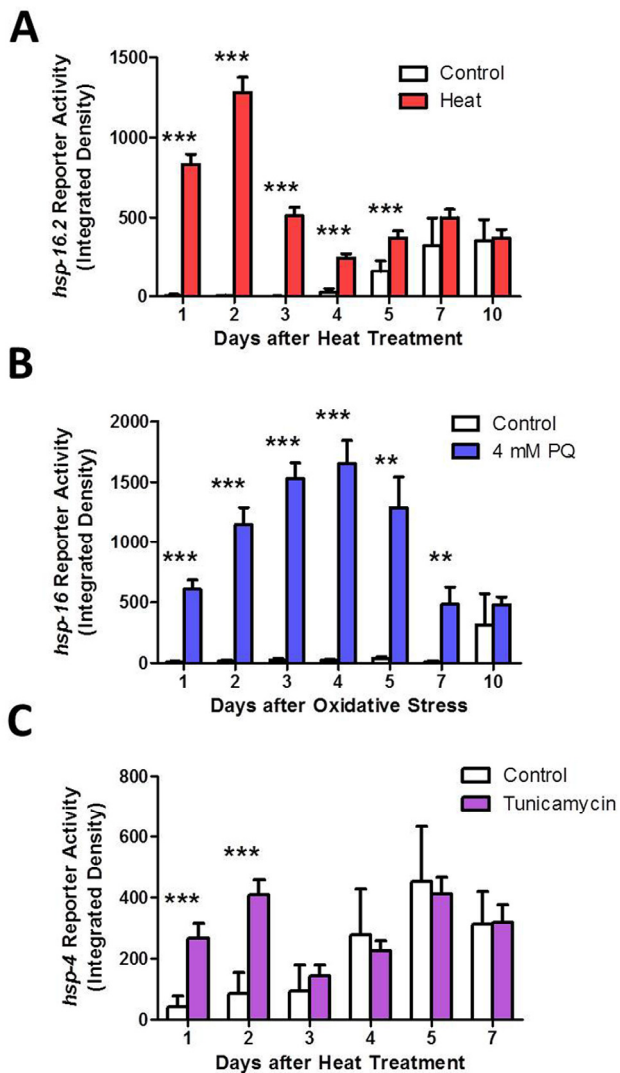 A
hsp-16.2 Reporter Activity
(Integrated Density)
1500
1000
500
0
Control
Heat
***
***
***
***
***
1 2 3 4 5 7 10
Days after Heat Treatment
B
hsp-16 Reporter Activity
(Integrated Density)
2000
1500
1000
500
0
Control
4 mM PQ
***
***
***
***
**
**
1 2 3 4 5 7 10
Days after Oxidative Stress
C
hsp-4 Reporter Activity
(Integrated Density)
800
600
400
200
0
Control
Tunicamycin
***
***
1 2 3 4 5 7
Days after Heat Treatment